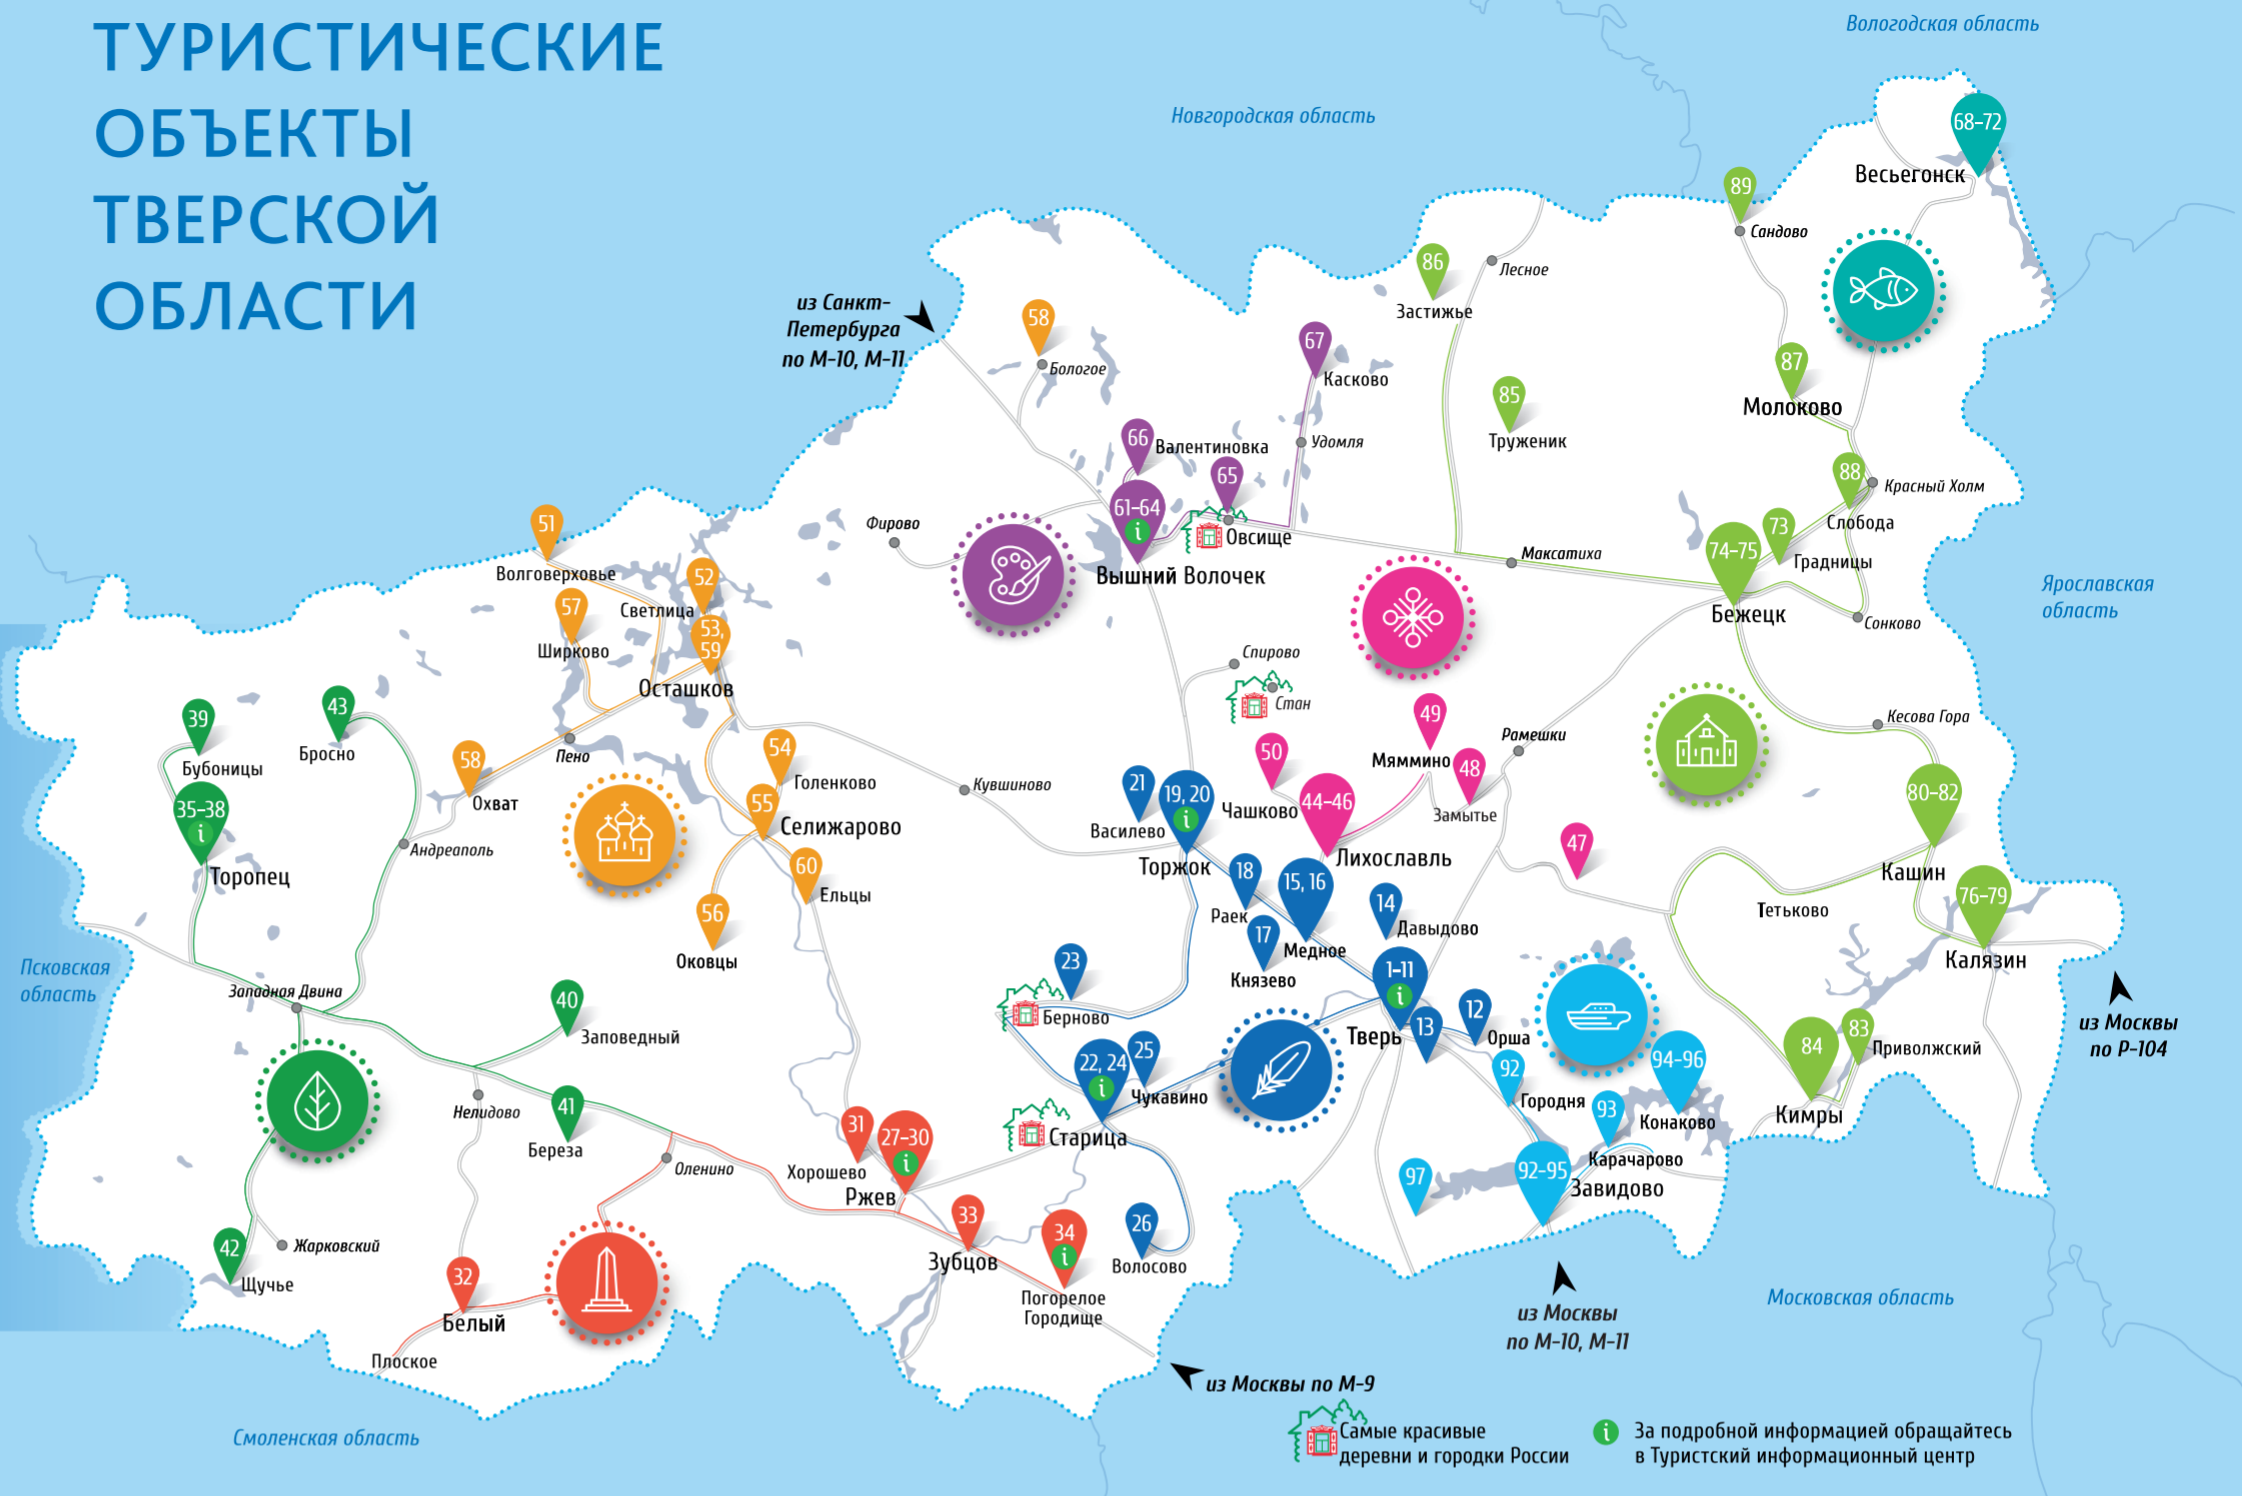 ТУРИСТИЧЕСКИЕ
ОБЪЕКТЫ
ТВЕРСКОЙ
ОБЛАСТИ
Вологодская область
Новгородская область
68-72
Весьегонск
89
Сандово
86
Лесное
Застижье
из Санкт-
Петербурга
по М-10, М-11
58
Бологое
67
Касково
87
Молоково
85
Труженик
66
Валентиновка
Удомля
65
61-64
i
Овсище
Вышний Волочек
88
Красный Холм
Слобода
73
Градницы
74-75
Бежецк
Максатиха
Сонково
Ярославская
область
Фирово
51
Волговерховье
52
Светлица
57
Ширково
53,
59
Осташков
Спирово
Стан
39
Бубоницы
43
Бросно
58
Охват
Пено
54
Голенково
55
Селижарово
Кувшиново
49
Мяммино
50
Чашково
48
Замытье
Рамешки
Кесова Гора
35-38
i
Торопец
Андреаполь
21
Василево
19, 20
i
Торжок
44-46
Лихославль
47
80-82
Кашин
60
Ельцы
56
Оковцы
18
Раек
15, 16
Медное
17
Князево
14
Давыдово
Тетьково
76-79
Калязин
Псковская
область
Западная Двина
40
Заповедный
23
Берново
1-11
i
Тверь
13
12
Орша
84
Кимры
83
Приволжский
из Москвы
по Р-104
22, 24
i
Старица
25
Чукавино
92
Городня
94-96
Конаково
93
Карачарово
Нелидово
41
Береза
31
Хорошево
27-30
i
Ржев
Оленино
97
92-95
Завидово
42
Щучье
Жарковский
32
Белый
Плоское
33
Зубцов
34
i
Погорелое
Городище
26
Волосово
из Москвы
по М-10, М-11
Московская область
из Москвы по М-9
Смоленская область
Самые красивые
деревни и городки России
i
За подробной информацией обращайтесь
в Туристский информационный центр